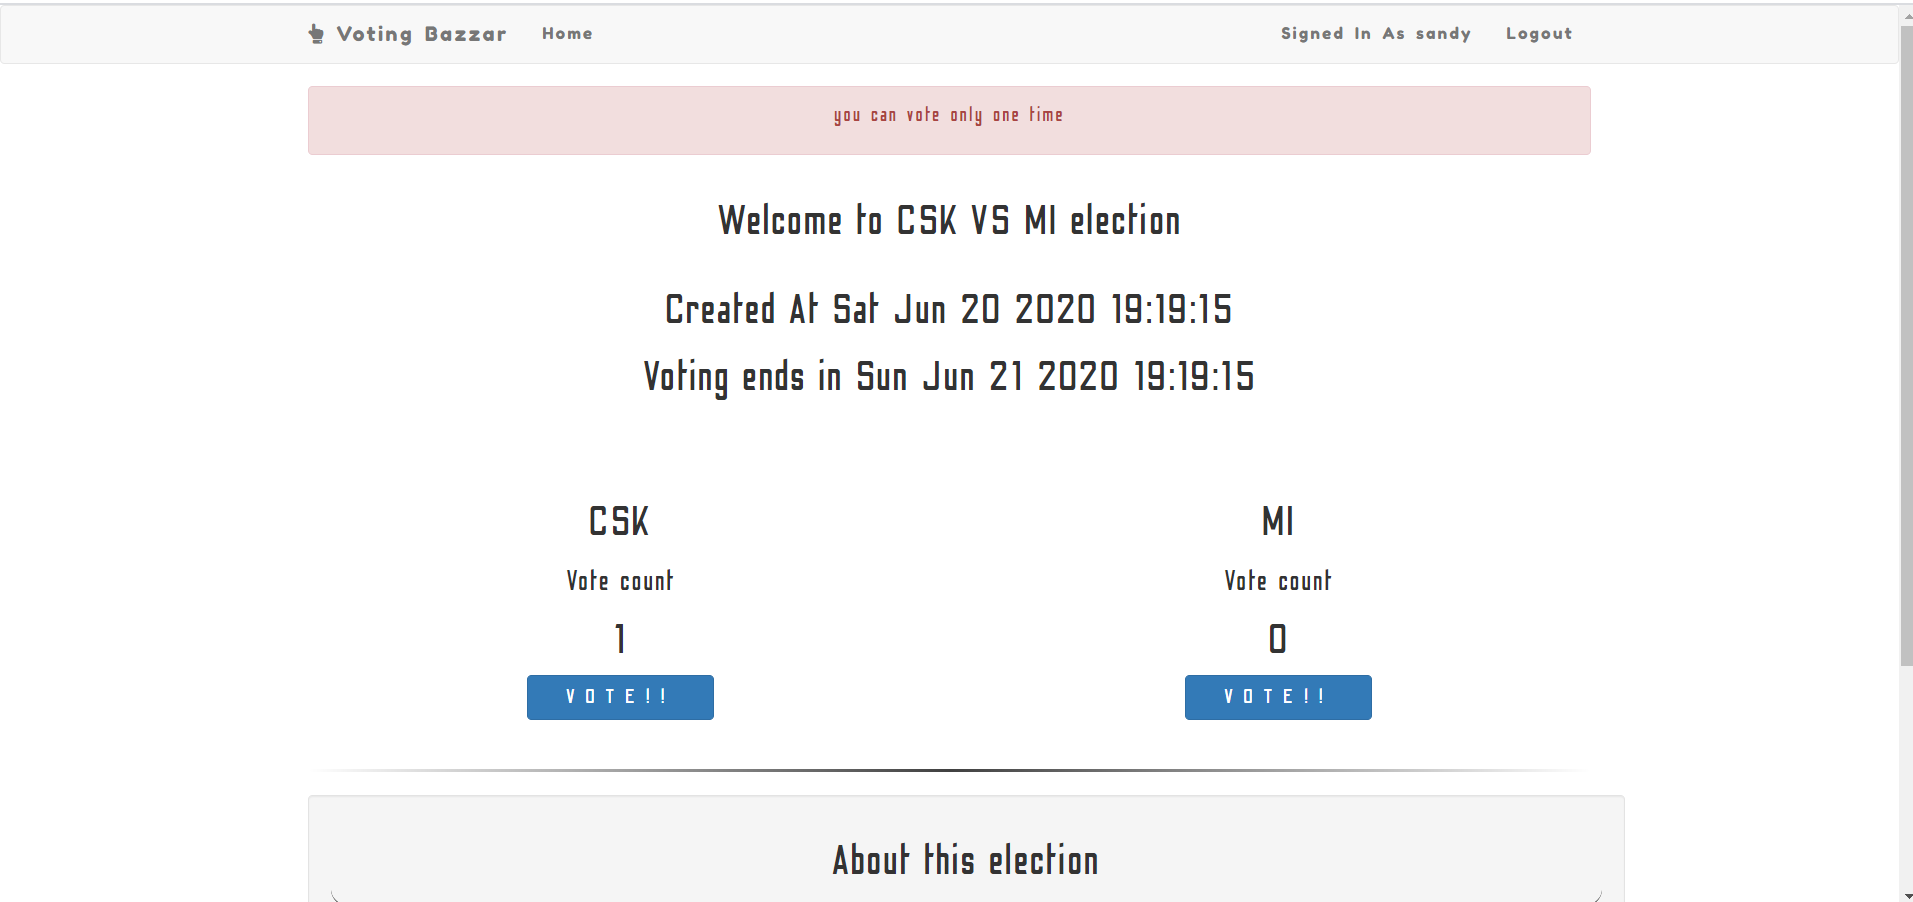 Voting Bazzar Home Signed In As sandy Logout
you can vote only one time
Welcome to CSK VS MI election
Created At Sat Jun 20 2020 19:19:15
Voting ends in Sun Jun 21 2020 19:19:15
CSK
Vote count
1
VOTE!!
MI
Vote count
0
VOTE!!
About this election